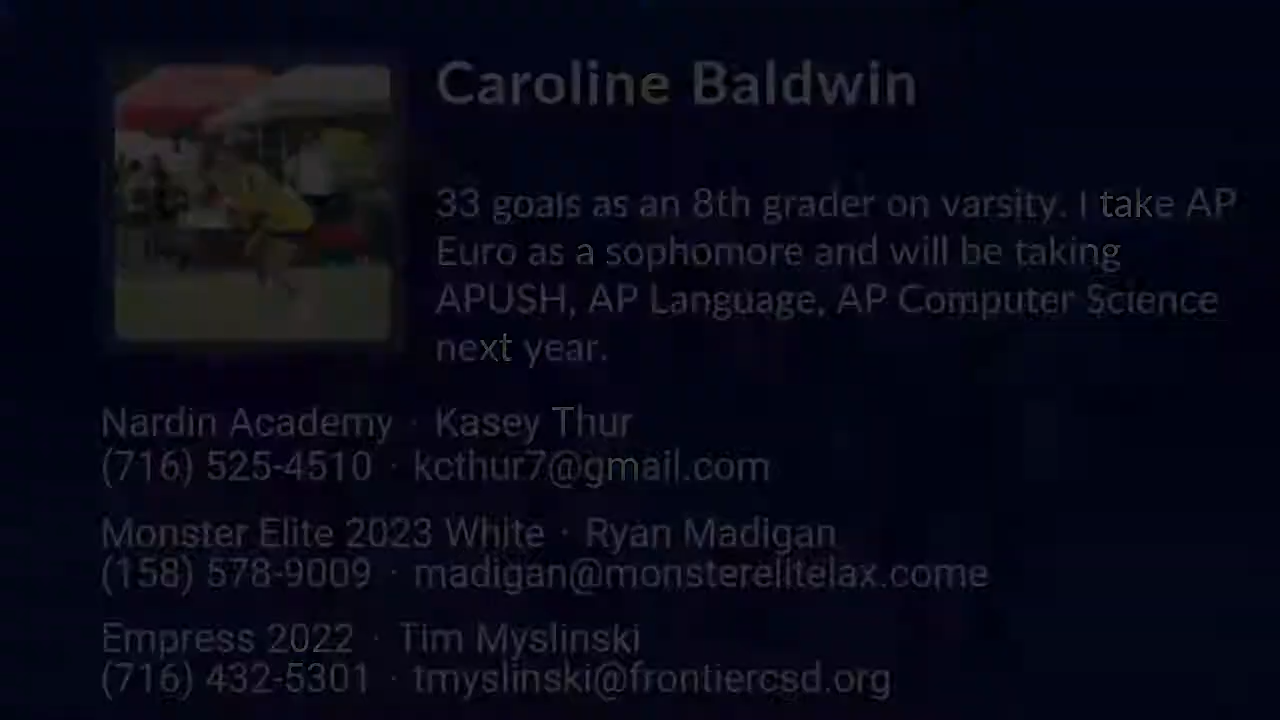 Caroline Baldwin
33 goals as an 8th grader on varsity. I take AP
Euro as a sophomore and will be taking
APUSH, AP Language, AP Computer Science
next year.
Nardin Academy · Kasey Thur
(716) 525-4510 · kcthur7@gmail.com
Monster Elite 2023 White · Ryan Madigan
(158) 578-9009 · madigan@monsterelitelax.come
Empress 2022 · Tim Myslinski
(716) 432-5301 · tmyslinski@frontiercsd.org